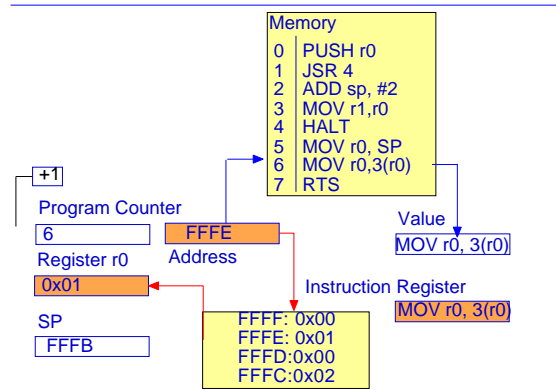 Memory
0 PUSH r0
1 JSR 4
2 ADD sp, #2
3 MOV r1,r0
4 HALT
5 MOV r0, SP
6 MOV r0,3(r0)
7 RTS
+1
Program Counter
6
FFFE
Address
Value
MOV r0, 3(r0)
Register r0
0x01
Instruction Register
MOV r0, 3(r0)
SP
FFFB
FFFF: 0x00
FFFE: 0x01
FFFD:0x00
FFFC:0x02